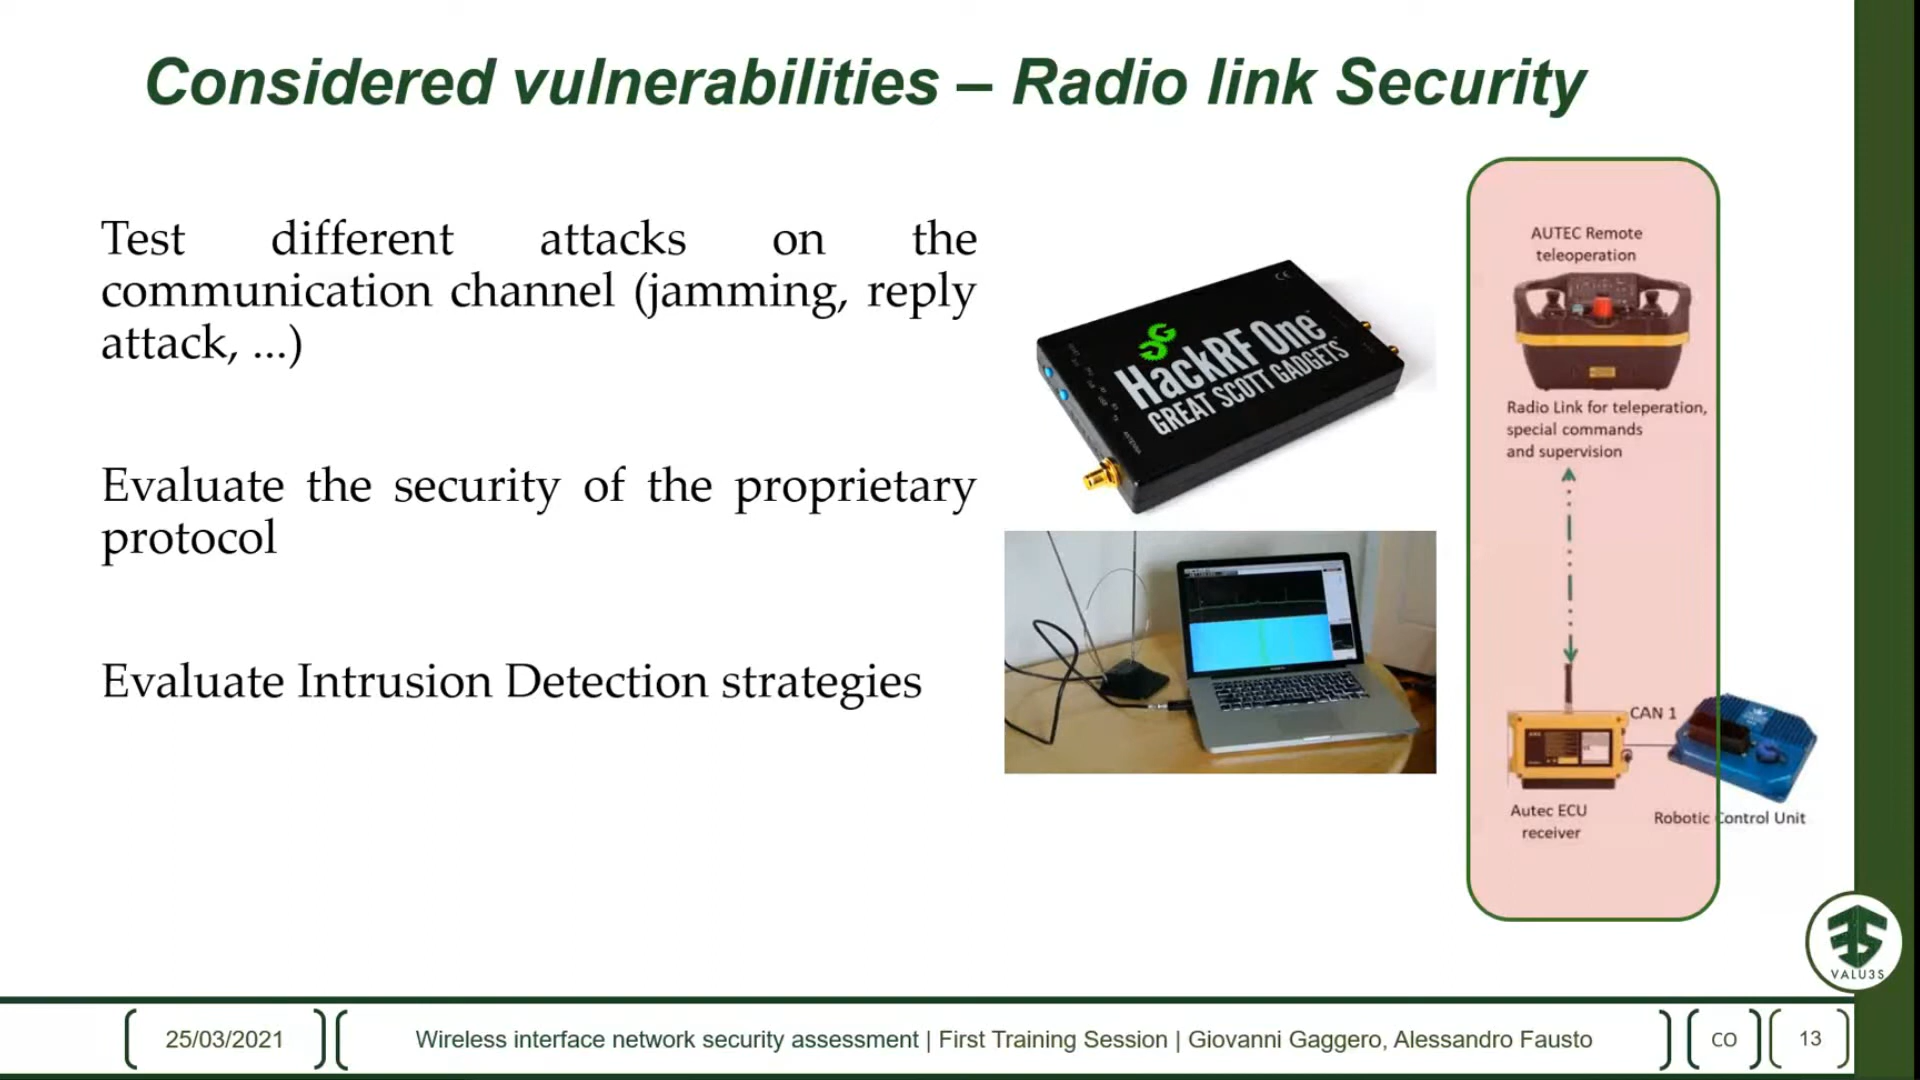 Considered vulnerabilities – Radio link Security
Test different attacks on the
communication channel (jamming, reply
attack, ...)
Evaluate the security of the proprietary
protocol
Evaluate Intrusion Detection strategies
HackRF One
GREAT SCOTT GADGETS
AUTEC Remote
teleoperation
Radio Link for teleperation,
special commands
and supervision
CAN 1
Autec ECU
receiver
Robotic Control Unit
VALU3S
25/03/2021
Wireless interface network security assessment | First Training Session | Giovanni Gaggero, Alessandro Fausto
CO
13